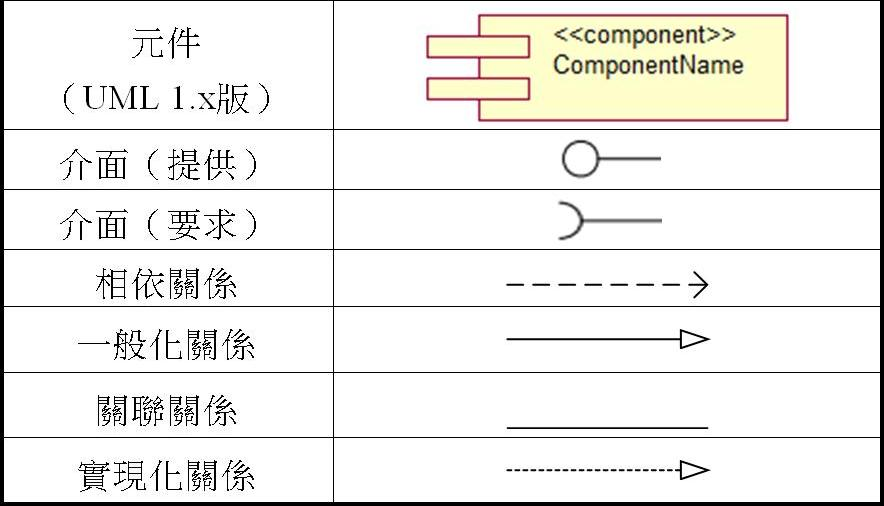 元件
（UML 1.x版）
<<component>>
ComponentName
介面（提供）
介面（要求）
相依關係
一般化關係
關聯關係
實現化關係